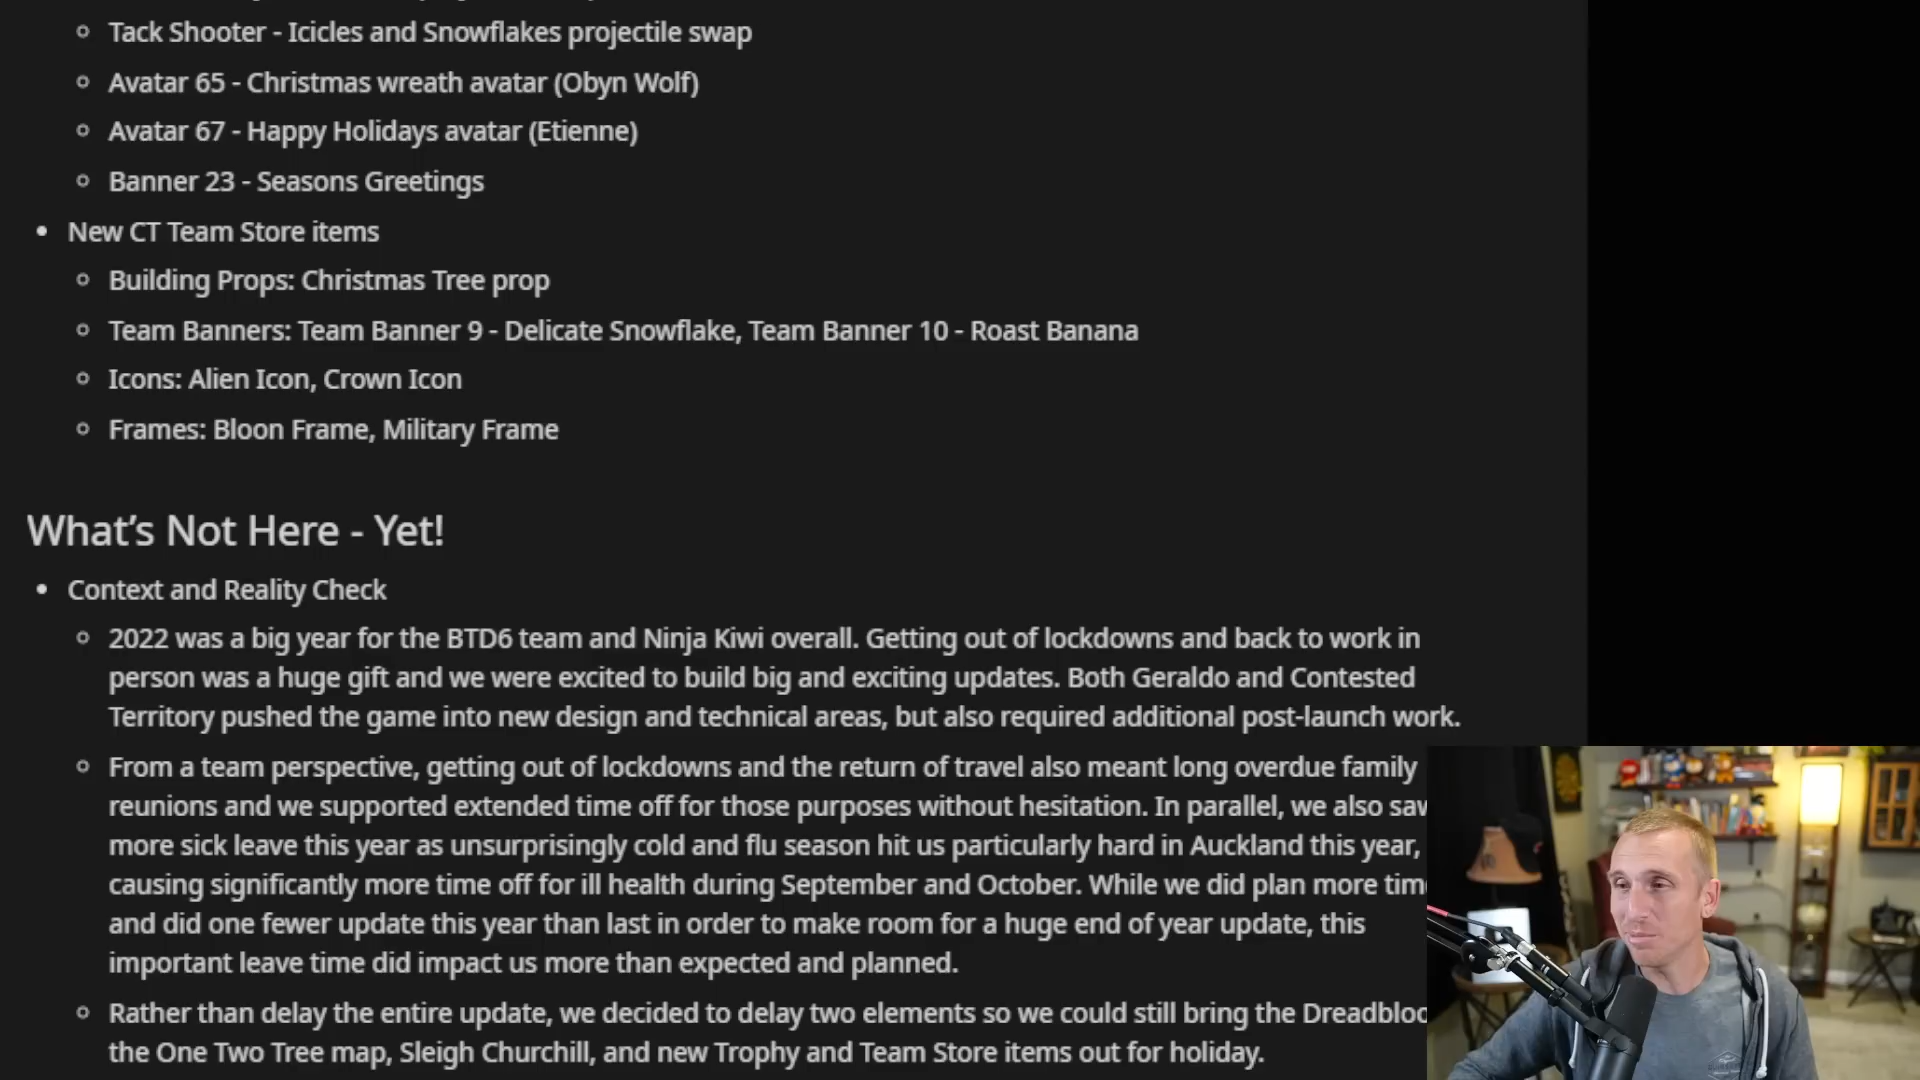 Tack Shooter - Icicles and Snowflakes projectile swap
Avatar 65 - Christmas wreath avatar (Obyn Wolf)
Avatar 67 - Happy Holidays avatar (Etienne)
Banner 23 - Seasons Greetings
New CT Team Store items
Building Props: Christmas Tree prop
Team Banners: Team Banner 9 - Delicate Snowflake, Team Banner 10 - Roast Banana
Icons: Alien Icon, Crown Icon
Frames: Bloon Frame, Military Frame
What’s Not Here - Yet!
Context and Reality Check
2022 was a big year for the BTD6 team and Ninja Kiwi overall. Getting out of lockdowns and back to work in
person was a huge gift and we were excited to build big and exciting updates. Both Geraldo and Contested
Territory pushed the game into new design and technical areas, but also required additional post-launch work.
From a team perspective, getting out of lockdowns and the return of travel also meant long overdue family
reunions and we supported extended time off for those purposes without hesitation. In parallel, we also saw
more sick leave this year as unsurprisingly cold and flu season hit us particularly hard in Auckland this year,
causing significantly more time off for ill health during September and October. While we did plan more tim
and did one fewer update this year than last in order to make room for a huge end of year update, this
important leave time did impact us more than expected and planned.
Rather than delay the entire update, we decided to delay two elements so we could still bring the Dreadbloo
the One Two Tree map, Sleigh Churchill, and new Trophy and Team Store items out for holiday.